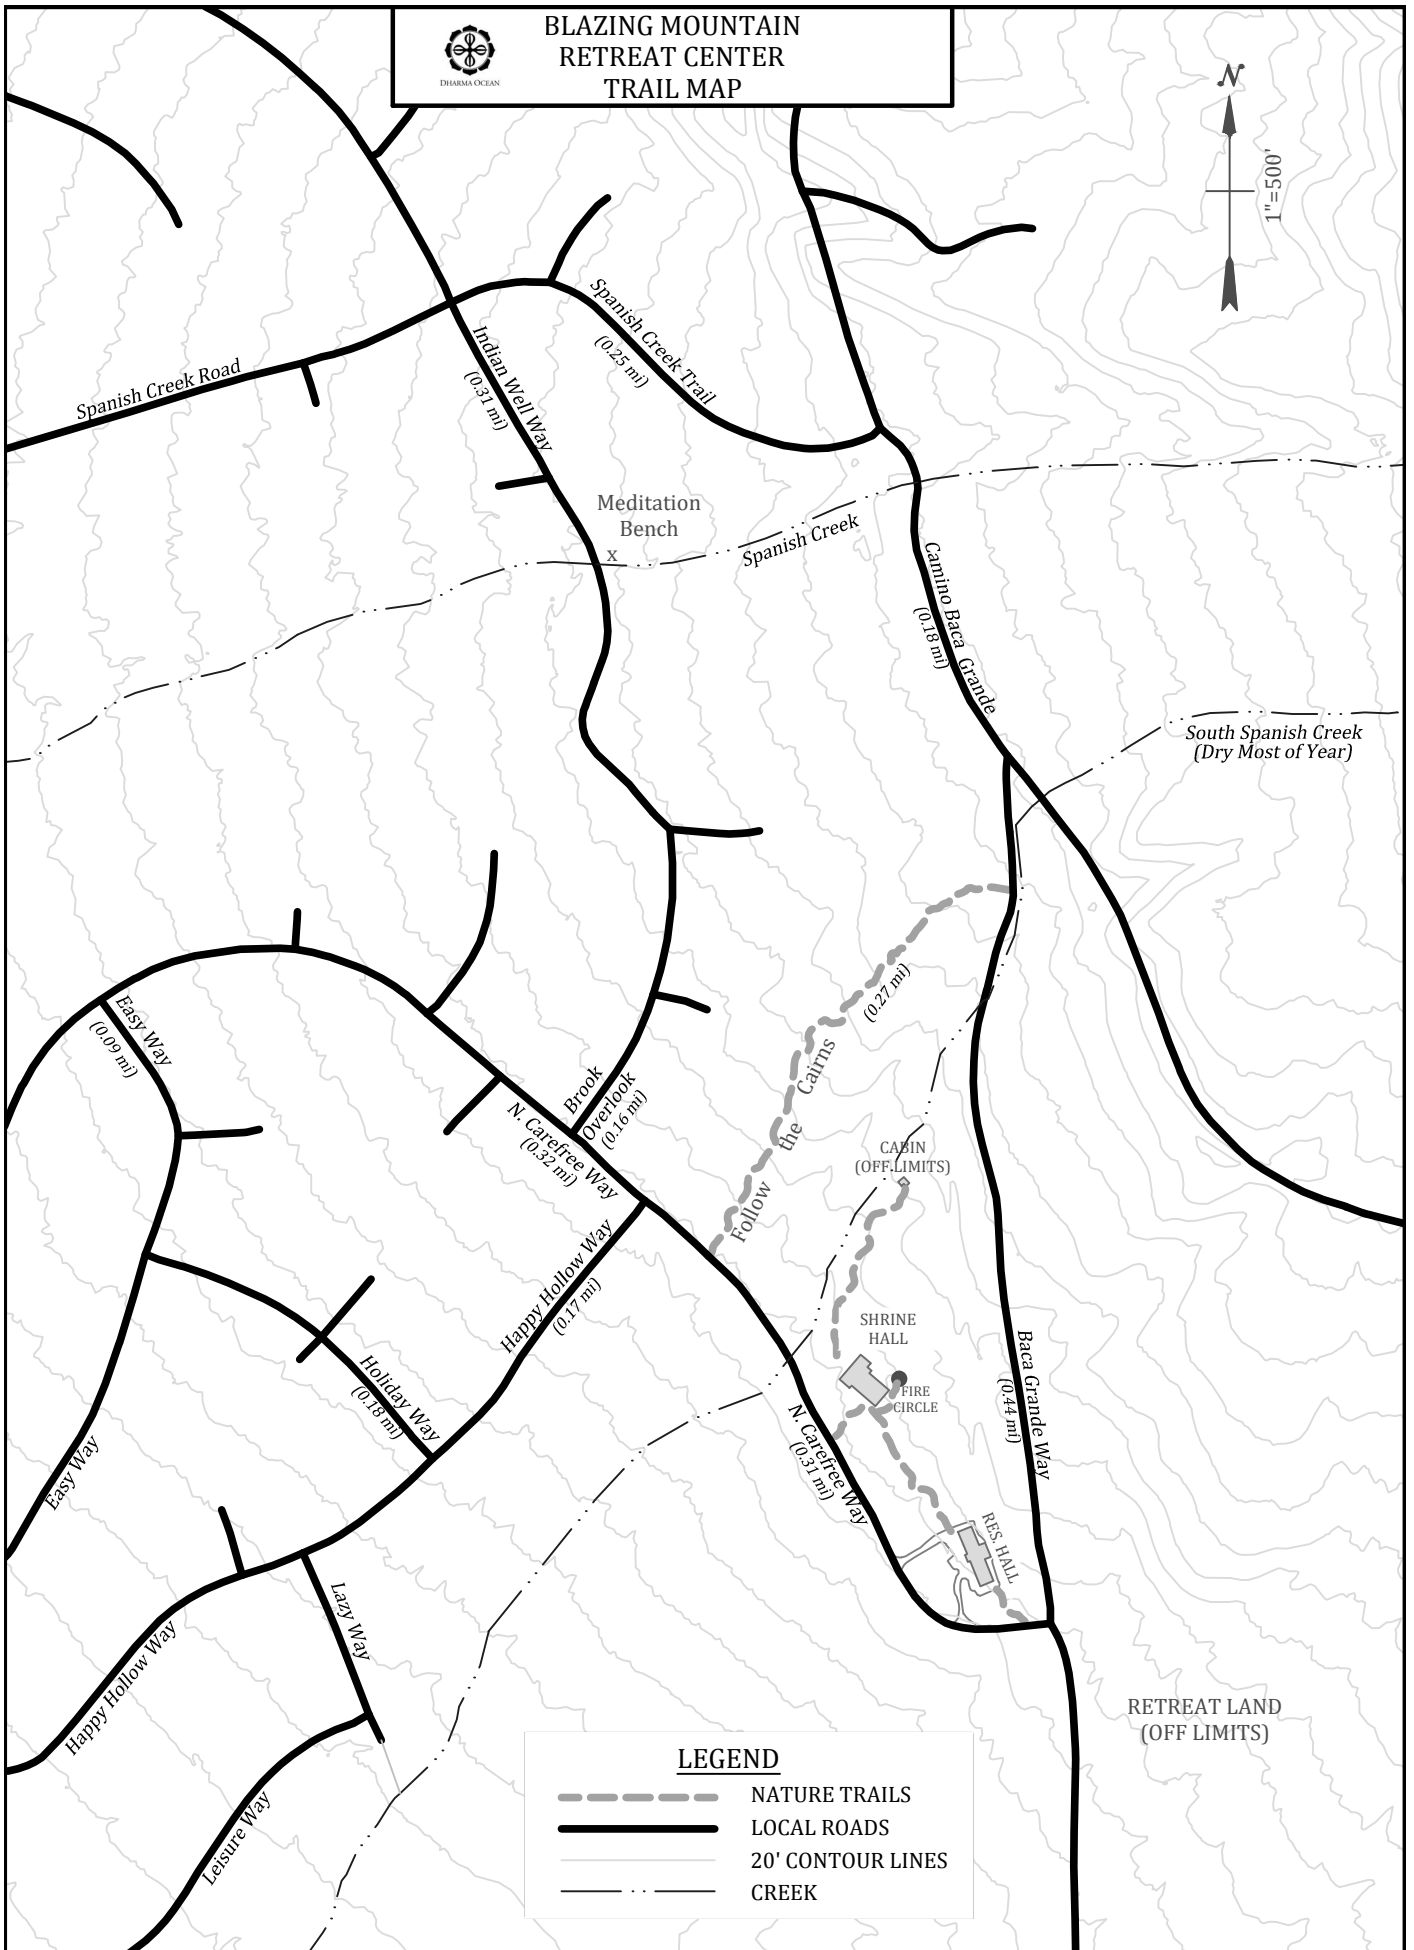 BLAZING MOUNTAIN
RETREAT CENTER
TRAIL MAP
DHARMA OCEAN
N
1"=500'
Spanish Creek Trail
(0.25 mi)
Indian Well Way
(0.31 mi)
Spanish Creek Road
Meditation
Bench
x
Spanish Creek
Camino Baca Grande
(0.18 mi)
South Spanish Creek
(Dry Most of Year)
(0.27 mi)
Follow the Cairns
Easy Way
(0.09 mi)
Brook
Overlook
(0.16 mi)
N. Carefree Way
(0.32 mi)
CABIN
(OFF LIMITS)
Happy Hollow Way
(0.17 mi)
SHRINE
HALL
FIRE
CIRCLE
Baca Grande Way
(0.44 mi)
Holiday Way
(0.18 mi)
N. Carefree Way
(0.31 mi)
Easy Way
RES. HALL
Lazy Way
Happy Hollow Way
Leisure Way
RETREAT LAND
(OFF LIMITS)
LEGEND
NATURE TRAILS
LOCAL ROADS
20' CONTOUR LINES
CREEK